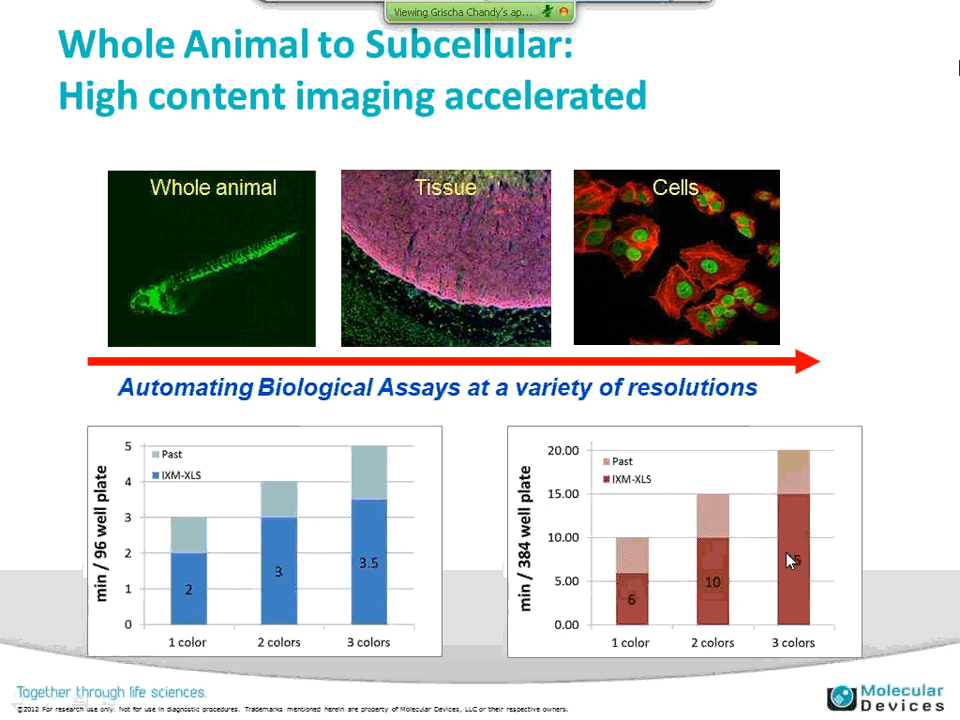 Viewing Grischa Chandy's ap...
Whole Animal to Subcellular:
High content imaging accelerated
Whole animal
Tissue
Cells
Automating Biological Assays at a variety of resolutions
min / 96 well plate
5
4
3
2
1
0
Past
IXM-XLS
2
3
3.5
1 color
2 colors
3 colors
min / 384 well plate
20.00
15.00
10.00
5.00
0.00
Past
IXM-XLS
6
10
1 color
2 colors
3 colors
Together through life sciences.
Molecular
Devices
©2012 For research use only. Not for use in diagnostic procedures. Trademarks mentioned herein are property of Molecular Devices, LLC or their respective owners.